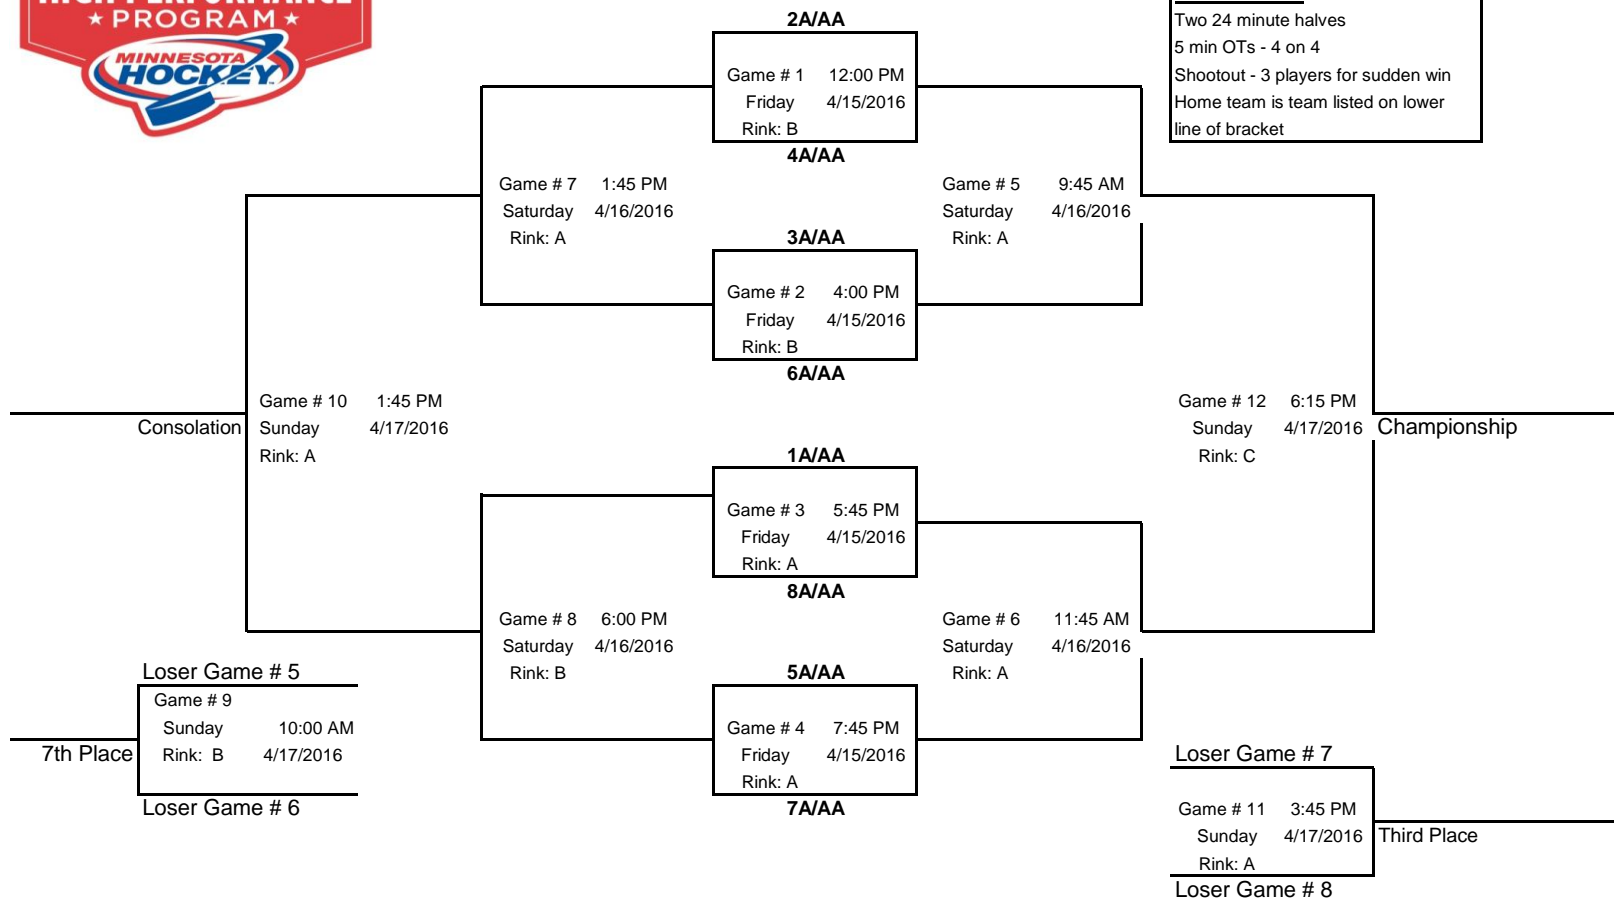 HIGH PERFORMANCE
★ PROGRAM ★
MINNESOTA
HOCKEY
Two 24 minute halves
5 min OTs - 4 on 4
Shootout - 3 players for sudden win
Home team is team listed on lower
line of bracket
2A/AA
Game # 1 12:00 PM
Friday 4/15/2016
Rink: B
4A/AA
Game # 7 1:45 PM
Saturday 4/16/2016
Rink: A
Game # 5 9:45 AM
Saturday 4/16/2016
Rink: A
3A/AA
Game # 2 4:00 PM
Friday 4/15/2016
Rink: B
6A/AA
Game # 10 1:45 PM
Consolation Sunday 4/17/2016
Rink: A
Game # 12 6:15 PM
Sunday 4/17/2016 Championship
Rink: C
1A/AA
Game # 3 5:45 PM
Friday 4/15/2016
Rink: A
8A/AA
Game # 8 6:00 PM
Saturday 4/16/2016
Rink: B
Game # 6 11:45 AM
Saturday 4/16/2016
Rink: A
5A/AA
Game # 4 7:45 PM
Friday 4/15/2016
Rink: A
7A/AA
Loser Game # 5
Game # 9
Sunday 10:00 AM
7th Place Rink: B 4/17/2016
Loser Game # 6
Loser Game # 7
Game # 11 3:45 PM
Sunday 4/17/2016 Third Place
Rink: A
Loser Game # 8